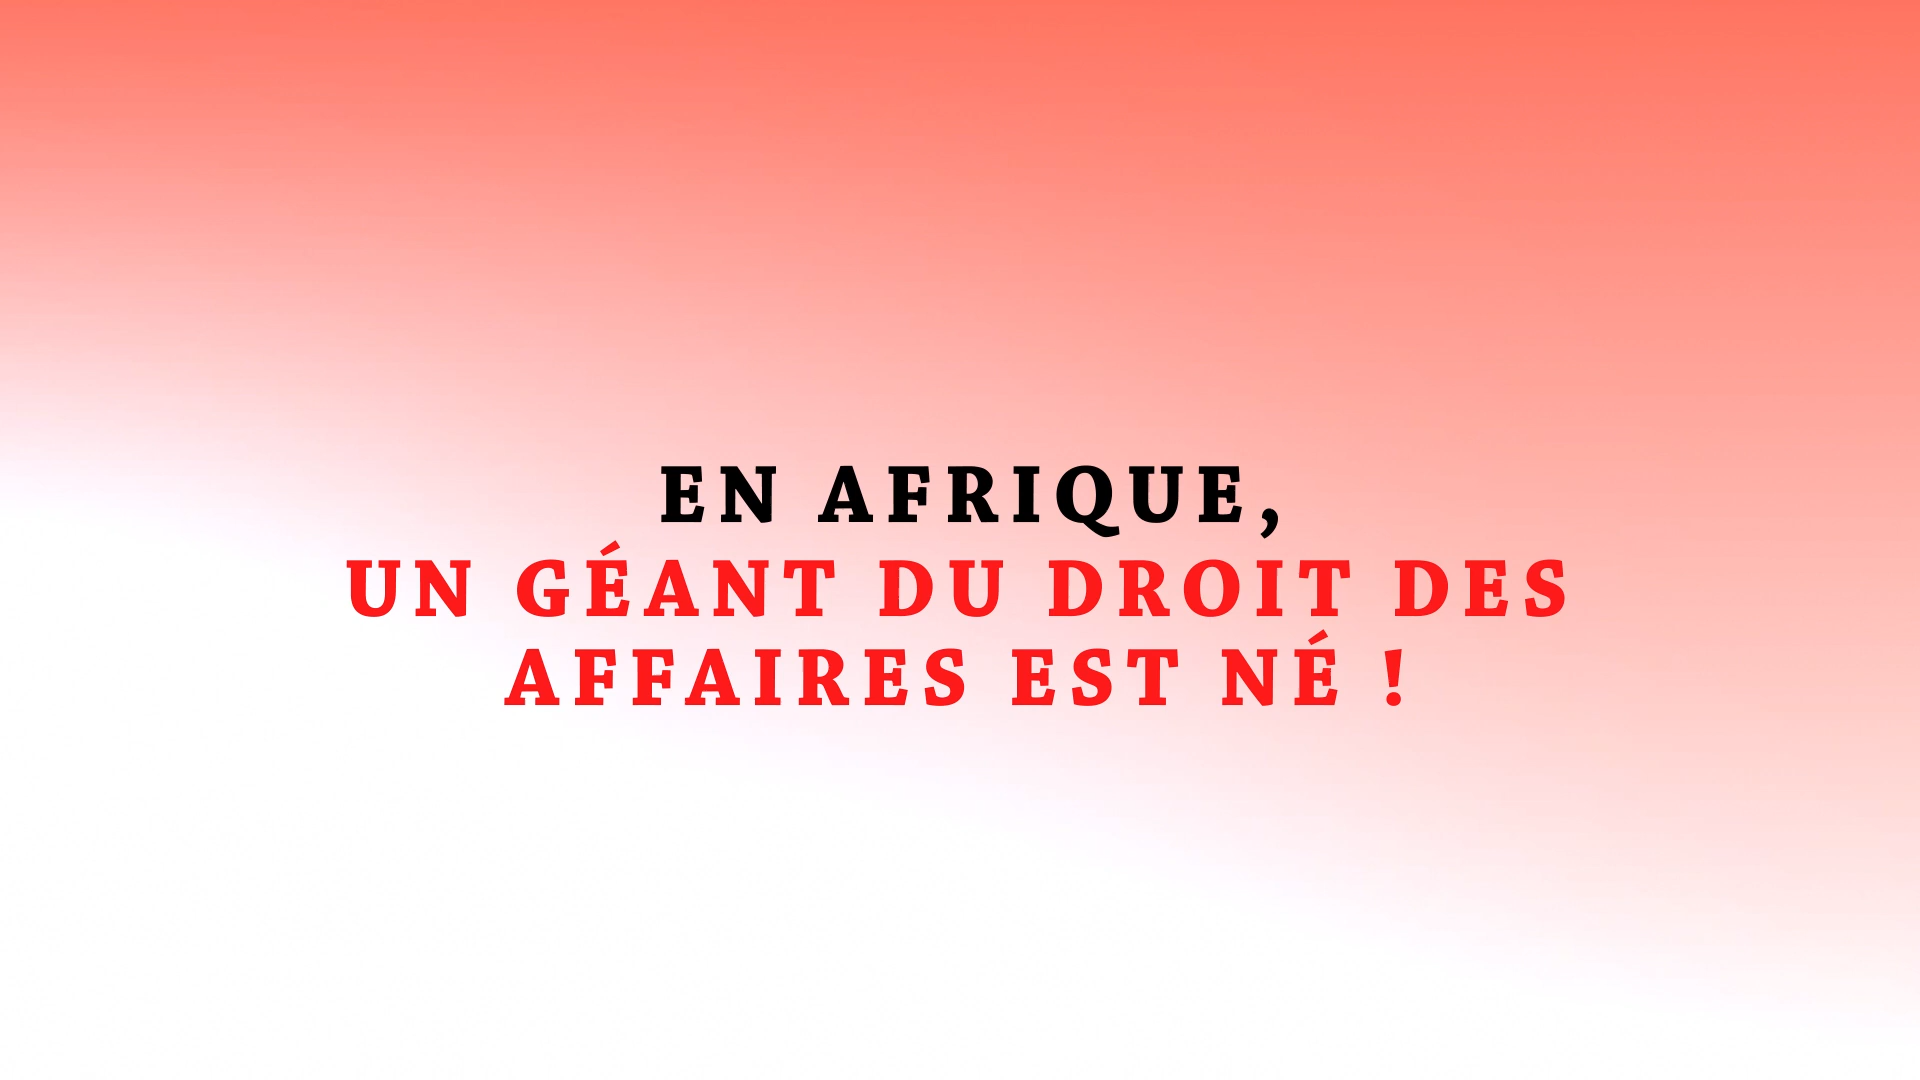 EN AFRIQUE,
UN GÉANT DU DROIT DES
AFFAIRES EST NÉ !